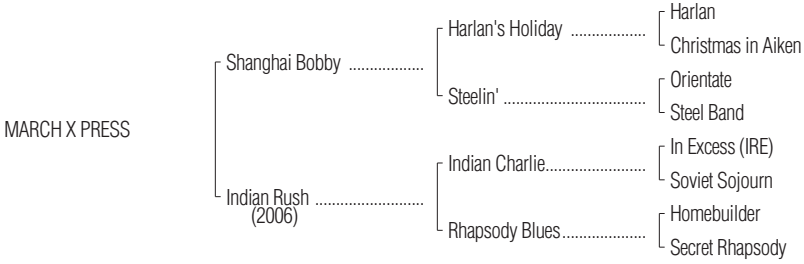 Harlan
Harlan's Holiday ..................
Christmas in Aiken
Shanghai Bobby ..................
Orientate
Steelin' ..................................
Steel Band
MARCH X PRESS
In Excess (IRE)
Indian Charlie........................
Soviet Sojourn
Indian Rush ..........................
(2006)
Homebuilder
Rhapsody Blues....................
Secret Rhapsody